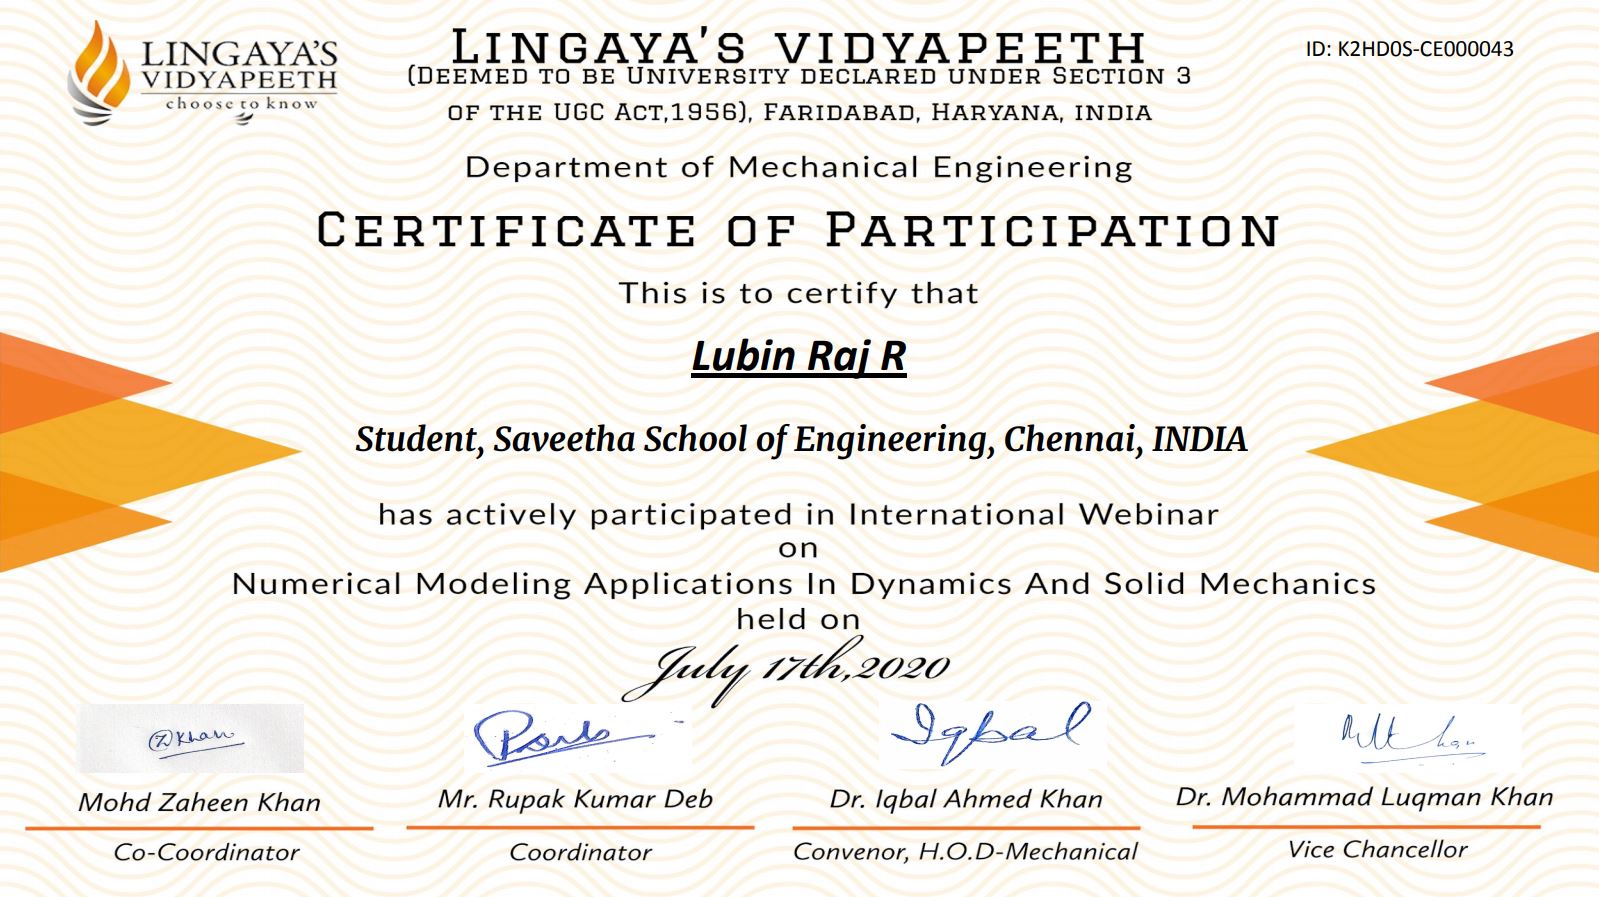 LINGAYA'S
VIDYAPEETH
choose to know
LINGAYA'S VIDYAPEETH
(DEEMED TO BE UNIVERSITY DECLARED UNDER SECTION 3
OF THE UGC ACT,1956), FARIDABAD, HARYANA, INDIA
ID: K2HD0S-CE000043
Department of Mechanical Engineering
CERTIFICATE OF PARTICIPATION
This is to certify that
Lubin Raj R
Student, Saveetha School of Engineering, Chennai, INDIA
has actively participated in International Webinar
on
Numerical Modeling Applications In Dynamics And Solid Mechanics
held on
July 17th,2020
Z Khan
Iqbal
Mohd Zaheen Khan
Co-Coordinator
Mr. Rupak Kumar Deb
Coordinator
Dr. Iqbal Ahmed Khan
Convenor, H.O.D-Mechanical
Dr. Mohammad Luqman Khan
Vice Chancellor